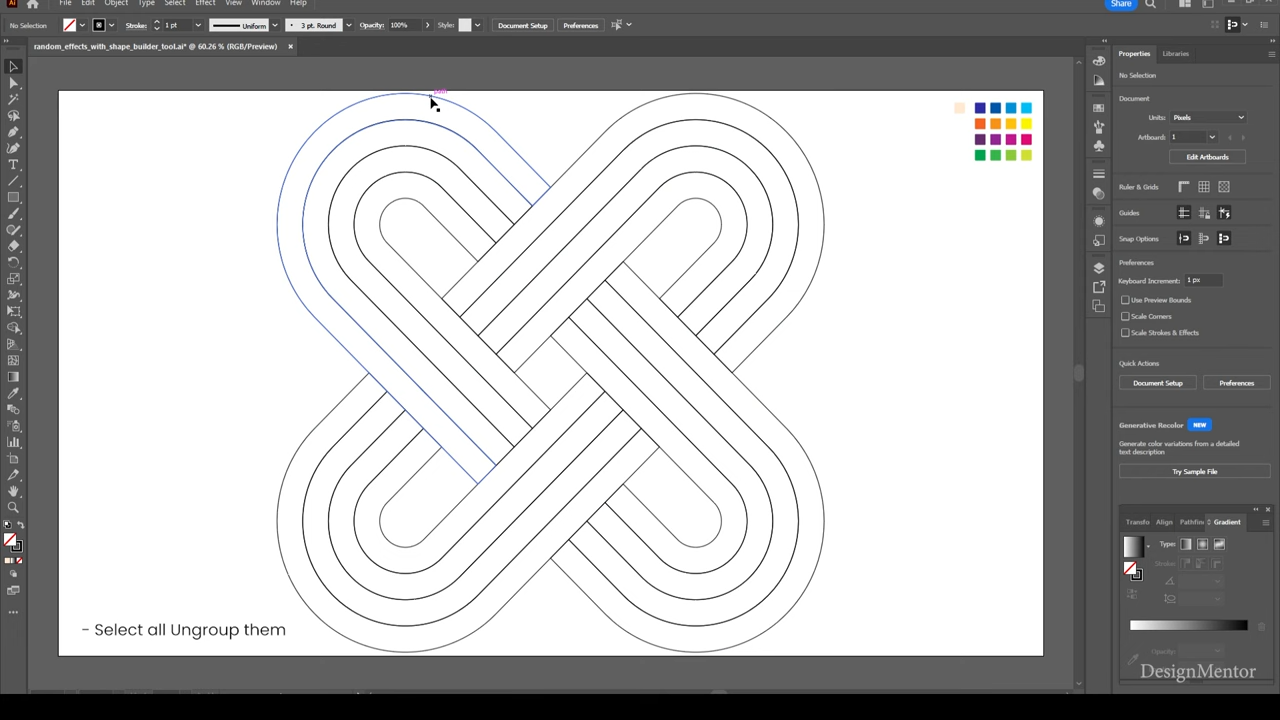 File Edit Object Type Select Effect View Window Help
Share
No Selection Stroke: 1 pt Uniform 3 pt. Round Opacity: 100% Style: Document Setup Preferences
random_effects_with_shape_builder_tool.ai* @ 60.26 % (RGB/Preview)
path
Properties Libraries
No Selection
Document
Units: Pixels
Artboard: 1
Edit Artboards
Ruler & Grids
Guides
Snap Options
Preferences
Keyboard Increment: 1 px
Use Preview Bounds
Scale Corners
Scale Strokes & Effects
Quick Actions
Document Setup Preferences
Generative Recolor NEW
Generate color variations from a detailed
text description
Try Sample File
Transfo Align Pathfin Gradient
Type:
Stroke:
Opacity:
Location:
- Select all Ungroup them
DesignMentor